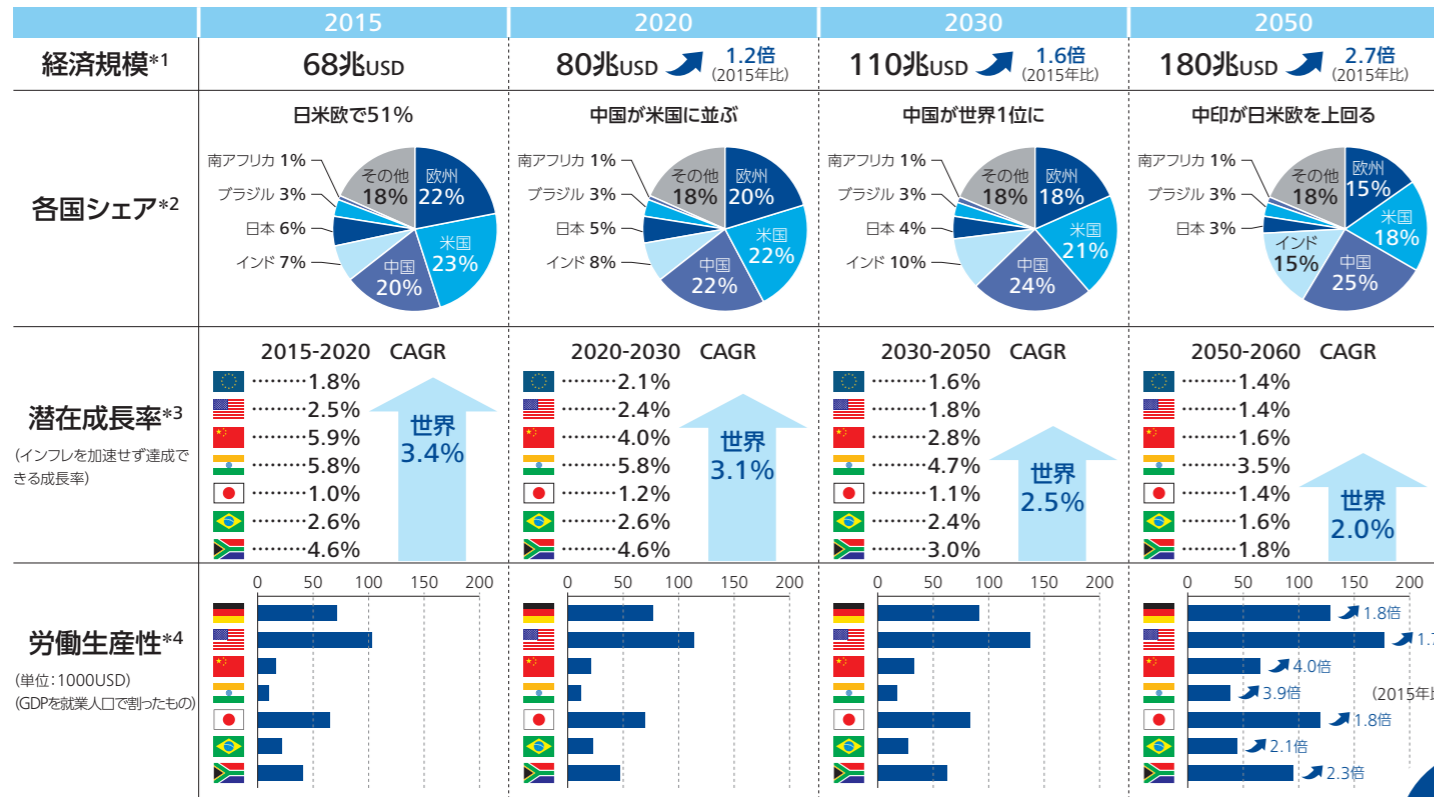 2015 2020 2030 2050
経済規模*1 68兆USD 80兆USD 1.2倍 (2015年比) 110兆USD 1.6倍 (2015年比) 180兆USD 2.7倍 (2015年比)
各国シェア*2
日米欧で51%
南アフリカ 1%
ブラジル 3%
日本 6%
インド 7%
その他 18%
欧州 22%
米国 23%
中国 20%
中国が米国に並ぶ
南アフリカ 1%
ブラジル 3%
日本 5%
インド 8%
その他 18%
欧州 20%
米国 22%
中国 22%
中国が世界1位に
南アフリカ 1%
ブラジル 3%
日本 4%
インド 10%
その他 18%
欧州 18%
米国 21%
中国 24%
中印が日米欧を上回る
南アフリカ 1%
ブラジル 3%
日本 3%
インド 15%
その他 18%
欧州 15%
米国 18%
中国 25%
潜在成長率*3
(インフレを加速せず達成で
きる成長率)
2015-2020 CAGR
………1.8%
………2.5%
………5.9%
………5.8%
………1.0%
………2.6%
………4.6%
世界
3.4%
2020-2030 CAGR
………2.1%
………2.4%
………4.0%
………5.8%
………1.2%
………2.6%
………4.6%
世界
3.1%
2030-2050 CAGR
………1.6%
………1.8%
………2.8%
………4.7%
………1.1%
………2.4%
………3.0%
世界
2.5%
2050-2060 CAGR
………1.4%
………1.4%
………1.6%
………3.5%
………1.4%
………1.6%
………1.8%
世界
2.0%
労働生産性*4
(単位:1000USD)
(GDPを就業人口で割ったもの)
0 50 100 150 200
0 50 100 150 200
0 50 100 150 200
0 50 100 150 200
1.8倍
1.7
4.0倍
3.9倍
(2015年比
1.8倍
2.1倍
2.3倍